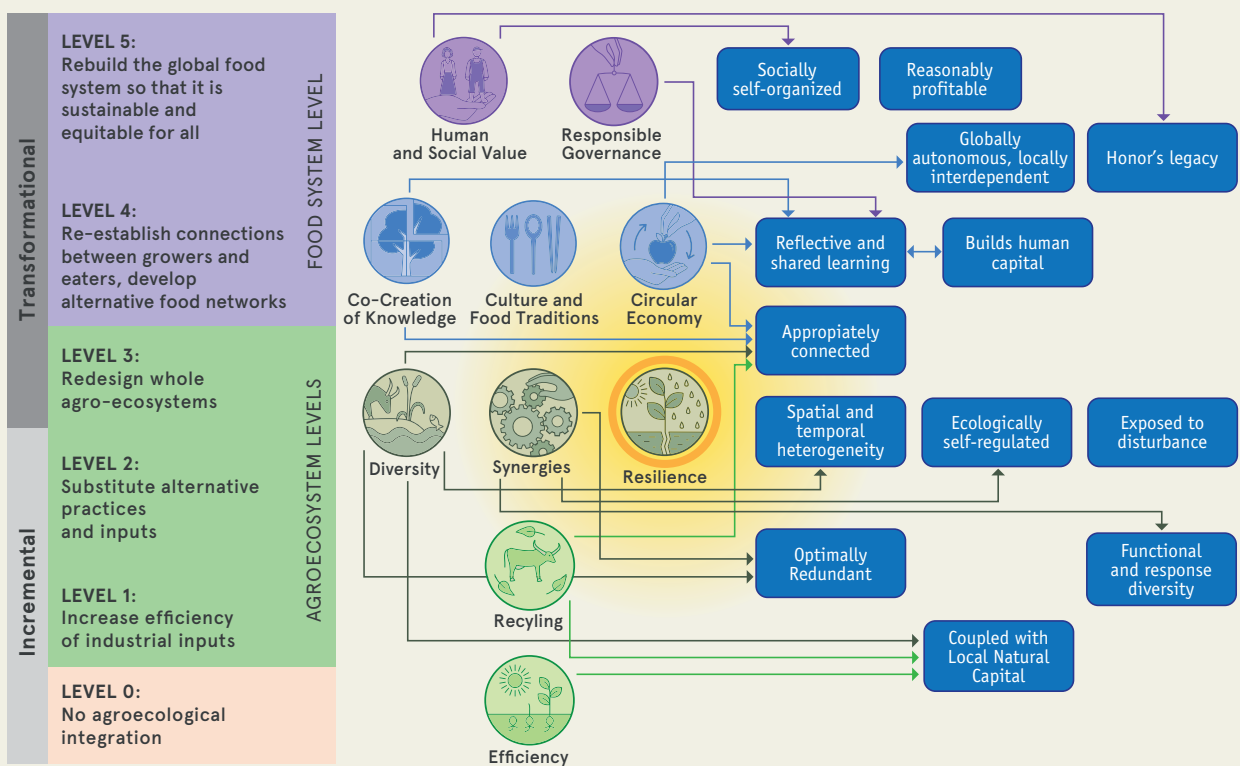 Transformational
Incremental
LEVEL 5:
Rebuild the global food
system so that it is
sustainable and
equitable for all
LEVEL 4:
Re-establish connections
between growers and
eaters, develop
alternative food networks
FOOD SYSTEM LEVEL
LEVEL 3:
Redesign whole
agro-ecosystems
LEVEL 2:
Substitute alternative
practices
and inputs
LEVEL 1:
Increase efficiency
of industrial inputs
AGROECOSYSTEM LEVELS
LEVEL 0:
No agroecological
integration
Human
and Social Value
Responsible
Governance
Socially
self-organized
Reasonably
profitable
Globally
autonomous, locally
interdependent
Honor's legacy
Co-Creation
of Knowledge
Culture and
Food Traditions
Circular
Economy
Reflective and
shared learning
Builds human
capital
Appropiately
connected
Diversity
Synergies
Resilience
Spatial and
temporal
heterogeneity
Ecologically
self-regulated
Exposed to
disturbance
Recyling
Optimally
Redundant
Functional
and response
diversity
Efficiency
Coupled with
Local Natural
Capital